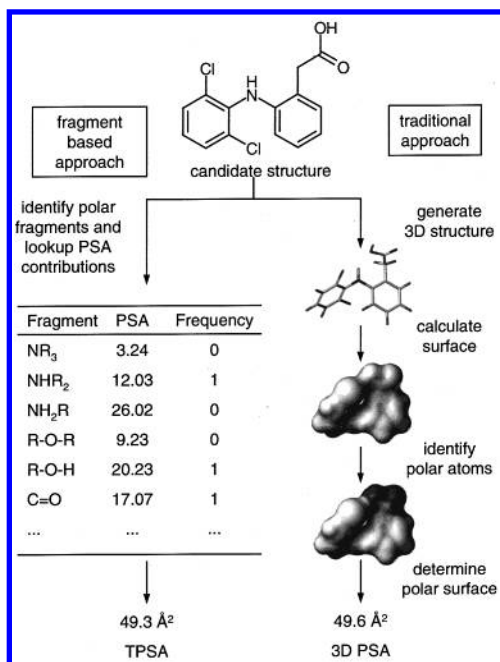 OH
O
Cl
H
N
Cl
fragment
based
approach
traditional
approach
candidate structure
identify polar
fragments and
lookup PSA
contributions
generate
3D structure
Fragment PSA Frequency
NR3 3.24 0
NHR2 12.03 1
NH2R 26.02 0
R-O-R 9.23 0
R-O-H 20.23 1
C=O 17.07 1
... ... ...
calculate
surface
identify
polar atoms
determine
polar surface
49.3 Å2
TPSA
49.6 Å2
3D PSA